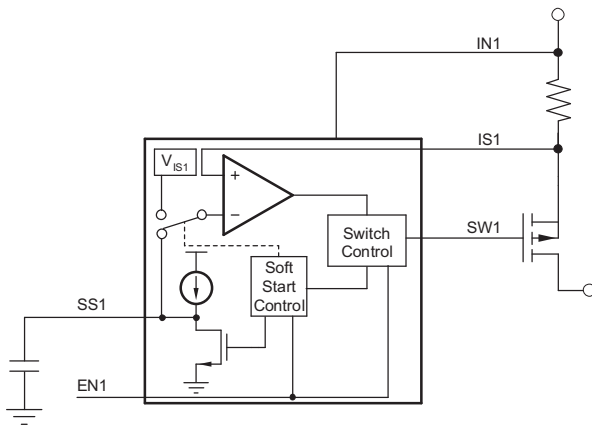 IN1
IS1
V_IS1
+
−
SW1
Switch
Control
Soft
Start
Control
SS1
EN1